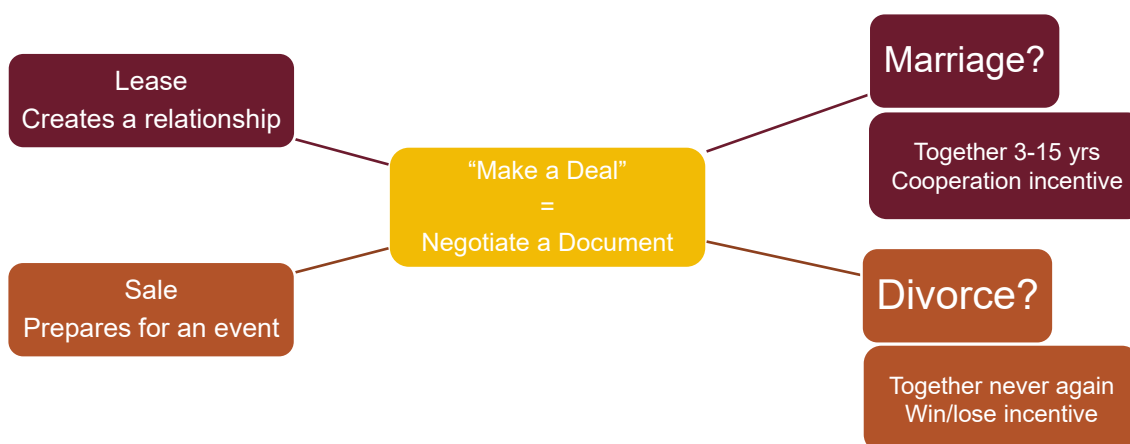 Lease
Creates a relationship
Sale
Prepares for an event
“Make a Deal”
=
Negotiate a Document
Marriage?
Together 3-15 yrs
Cooperation incentive
Divorce?
Together never again
Win/lose incentive